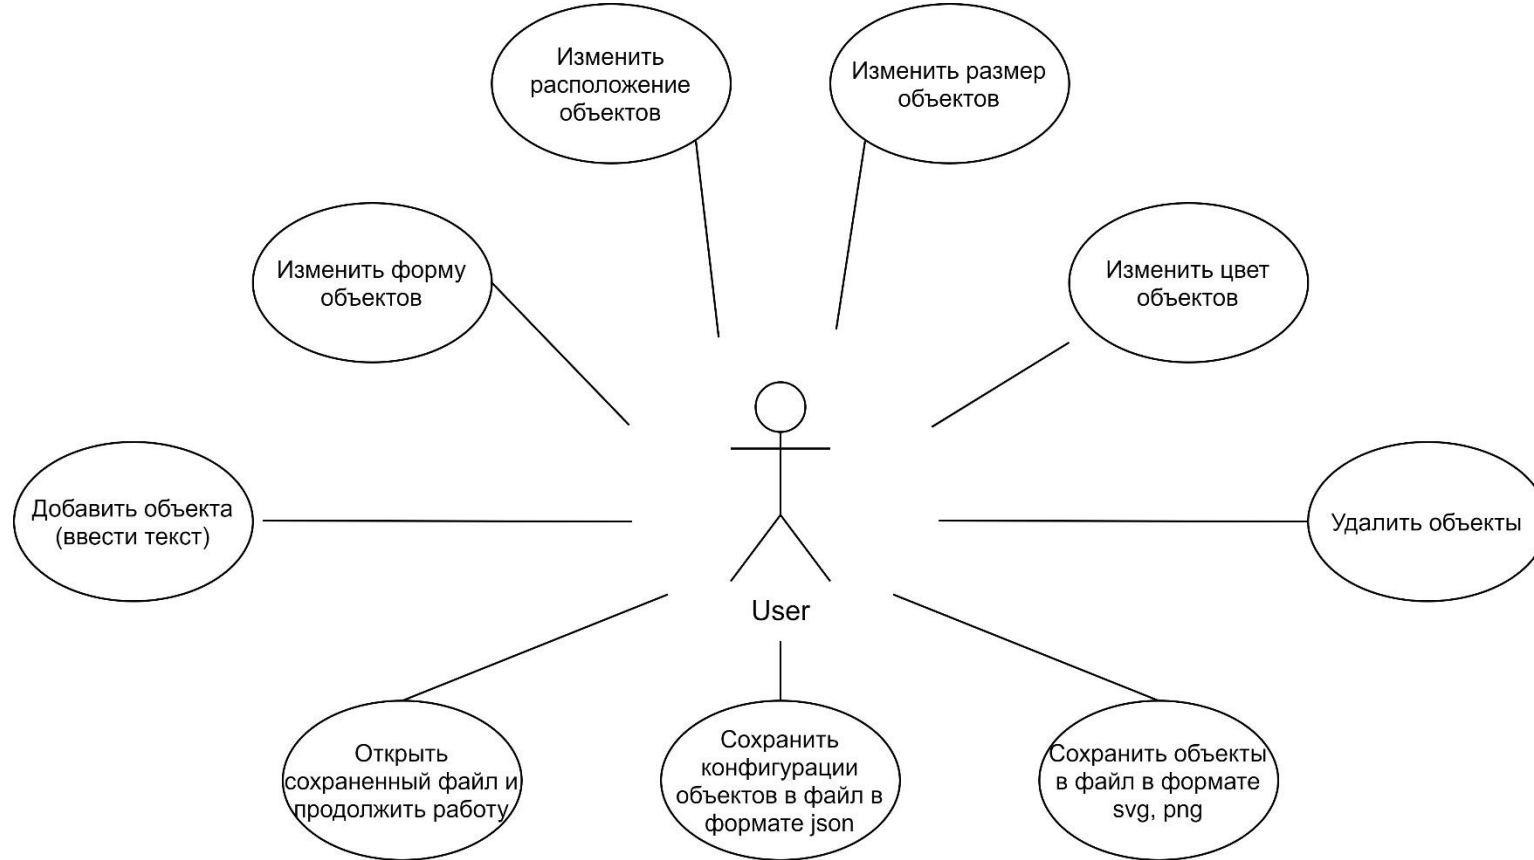 Изменить
расположение
объектов
Изменить размер
объектов
Изменить форму
объектов
Изменить цвет
объектов
Добавить объекта
(ввести текст)
Удалить объекты
User
Открыть
сохраненный файл и
продолжить работу
Сохранить
конфигурации
объектов в файл в
формате json
Сохранить объекты
в файл в формате
svg, png